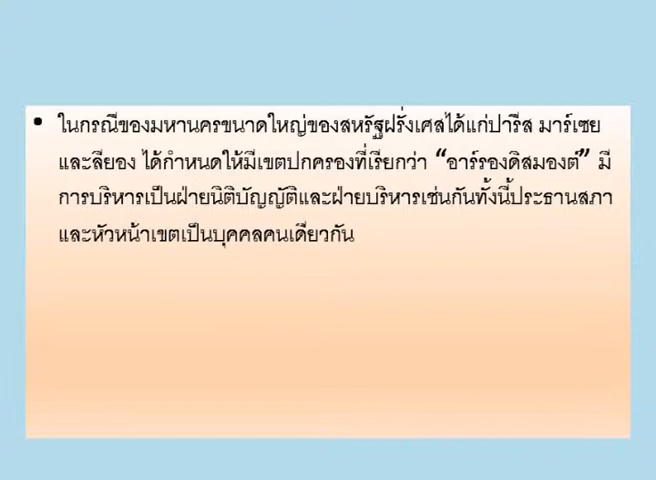 • ในกรณีของมหานครขนาดใหญ่ของสหรัฐฝรั่งเศสได้แก่ปารีส มาร์เซย
และลียอง ได้กำหนดให้มีเขตปกครองที่เรียกว่า “อาร์รองดิสมองต์” มี
การบริหารเป็นฝ่ายนิติบัญญัติและฝ่ายบริหารเช่นกันทั้งนี้ประธานสภา
และหัวหน้าเขตเป็นบุคคลคนเดียวกัน